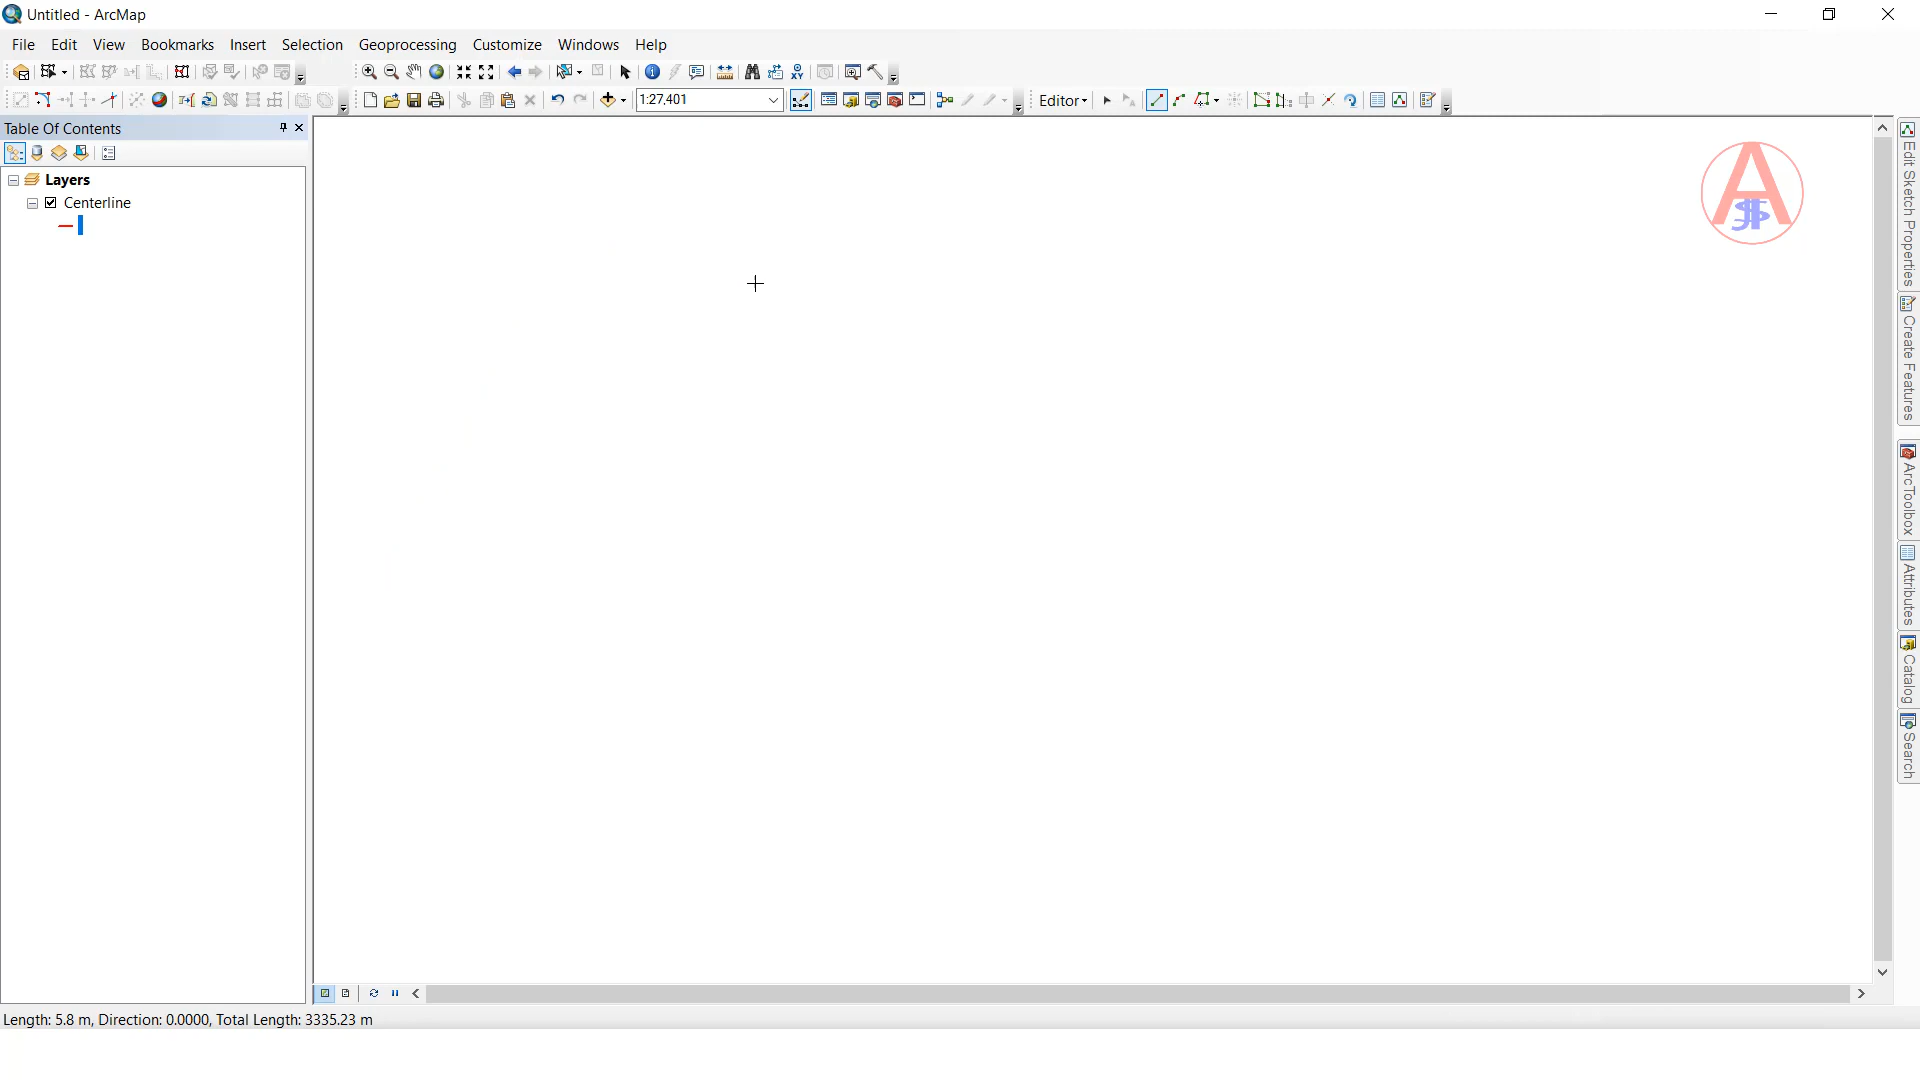 Untitled - ArcMap
File Edit View Bookmarks Insert Selection Geoprocessing Customize Windows Help
1:27,401
Editor
Table Of Contents
Layers
Centerline
Edit Sketch Properties
Create Features
ArcToolbox
Attributes
Catalog
Search
Length: 5.8 m, Direction: 0.0000, Total Length: 3335.23 m